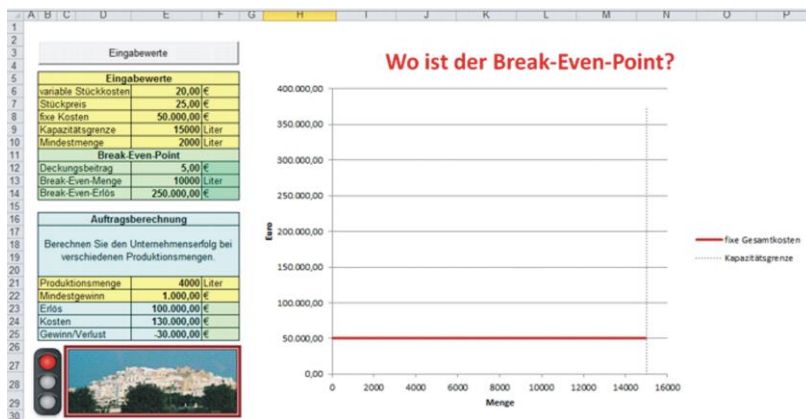 A B C D E F G H I J K L M N O P
1
2
3 Eingabewerte
4
5 Eingabewerte
6 variable Stückkosten 20,00 €
7 Stückpreis 25,00 €
8 fixe Kosten 50.000,00 €
9 Kapazitätsgrenze 15000 Liter
10 Mindestmenge 2000 Liter
11 Break-Even-Point
12 Deckungsbeitrag 5,00 €
13 Break-Even-Menge 10000 Liter
14 Break-Even-Erlös 250.000,00 €
15
16 Auftragsberechnung
17
18 Berechnen Sie den Unternehmenserfolg bei
19 verschiedenen Produktionsmengen.
20
21 Produktionsmenge 4000 Liter
22 Mindestgewinn 1.000,00 €
23 Erlös 100.000,00 €
24 Kosten 130.000,00 €
25 Gewinn/Verlust -30.000,00 €
26
27
28
29
30
Wo ist der Break-Even-Point?
400.000,00
350.000,00
300.000,00
250.000,00
200.000,00
150.000,00
100.000,00
50.000,00
0,00
Euro
0 2000 4000 6000 8000 10000 12000 14000 16000
Menge
fixe Gesamtkosten
Kapazitätsgrenze